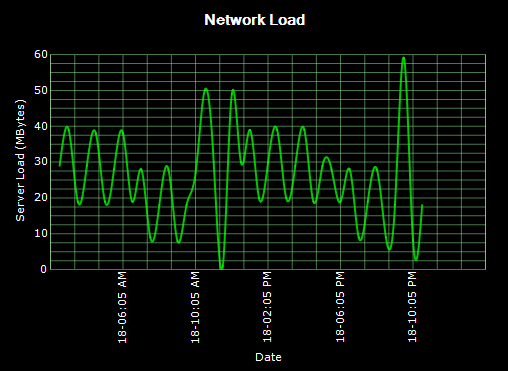 Network Load
Server Load (MBytes)
60
50
40
30
20
10
0
18-06:05 AM
18-10:05 AM
18-02:05 PM
18-06:05 PM
18-10:05 PM
Date